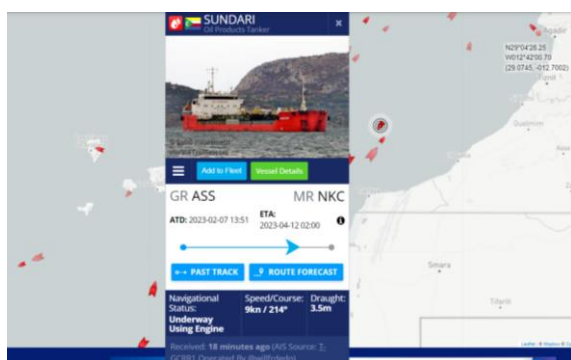 SUNDARI
Oil Products Tanker
×
Add to Fleet
Vessel Details
GR ASS
MR NKC
ATD: 2023-02-07 13:51
ETA:
2023-04-12 02:00
PAST TRACK
ROUTE FORECAST
Navigational
Status:
Underway
Using Engine
Speed/Course:
9kn / 214°
Draught:
3.5m
Received: 18 minutes ago (AIS Source: T-
Agadir
N29°04'28.25
W012°42'00.70
(29.0745, -012.7002)
Guelmim
Smara
Tifariti